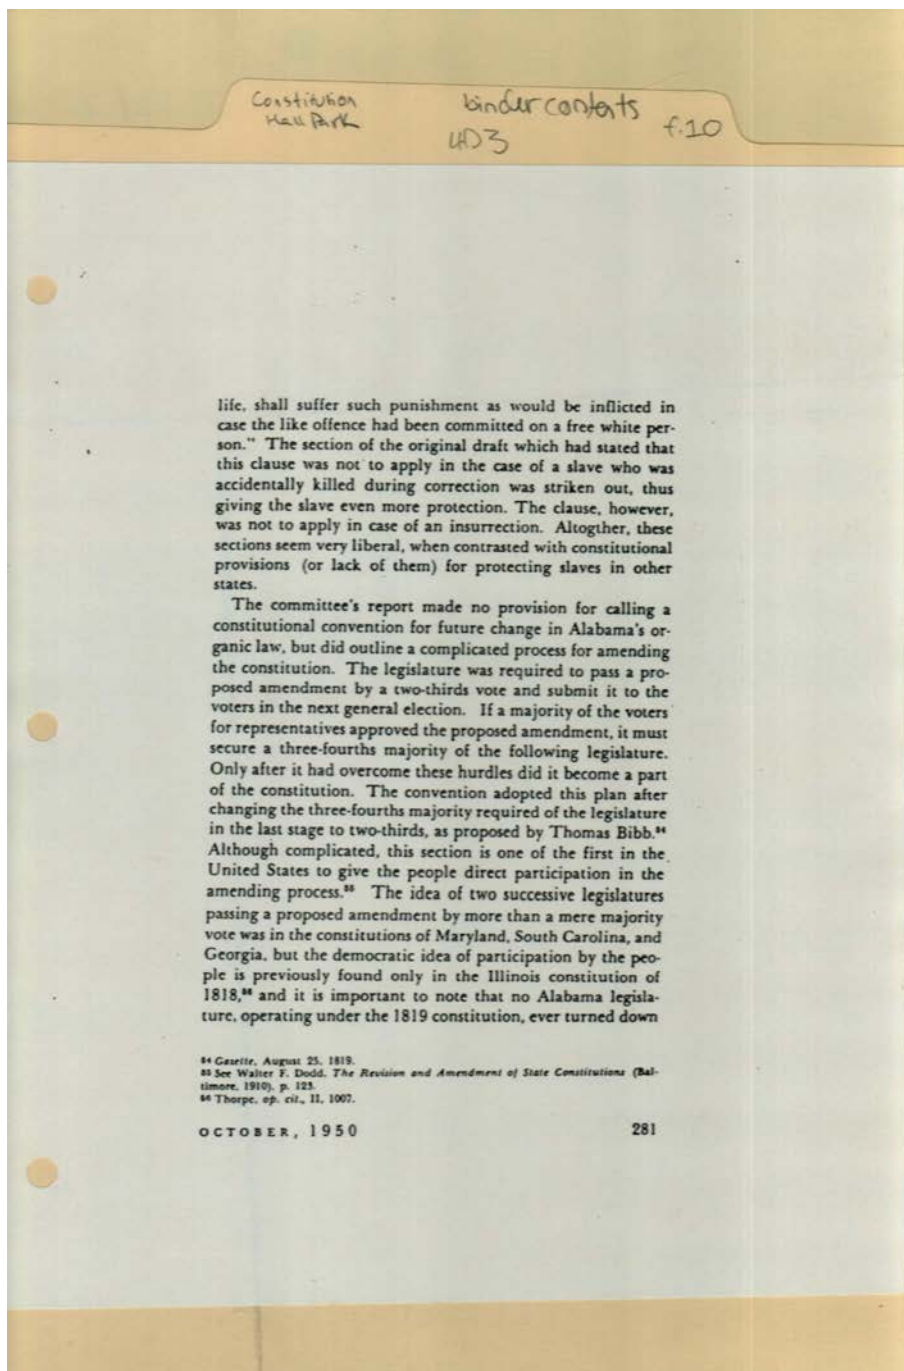 Constitution
Hall Park
binder contents
4D3
f.10
life, shall suffer such punishment as would be inflicted in
case the like offence had been committed on a free white per-
son." The section of the original draft which had stated that
this clause was not to apply in the case of a slave who was
accidentally killed during correction was striken out, thus
giving the slave even more protection. The clause, however,
was not to apply in case of an insurrection. Altogther, these
sections seem very liberal, when contrasted with constitutional
provisions (or lack of them) for protecting slaves in other
states.
The committee's report made no provision for calling a
constitutional convention for future change in Alabama's or-
ganic law, but did outline a complicated process for amending
the constitution. The legislature was required to pass a pro-
posed amendment by a two-thirds vote and submit it to the
voters in the next general election. If a majority of the voters
for representatives approved the proposed amendment, it must
secure a three-fourths majority of the following legislature.
Only after it had overcome these hurdles did it become a part
of the constitution. The convention adopted this plan after
changing the three-fourths majority required of the legislature
in the last stage to two-thirds, as proposed by Thomas Bibb.⁸⁴
Although complicated, this section is one of the first in the
United States to give the people direct participation in the
amending process.⁸⁵ The idea of two successive legislatures
passing a proposed amendment by more than a mere majority
vote was in the constitutions of Maryland, South Carolina, and
Georgia, but the democratic idea of participation by the peo-
ple is previously found only in the Illinois constitution of
1818,⁸⁶ and it is important to note that no Alabama legisla-
ture, operating under the 1819 constitution, ever turned down
⁸⁴ Gazette, August 25, 1819.
⁸⁵ See Walter F. Dodd, The Revision and Amendment of State Constitutions (Bal-
timore, 1910), p. 123.
⁸⁶ Thorpe, op. cit., II, 1007.
OCTOBER, 1950
281